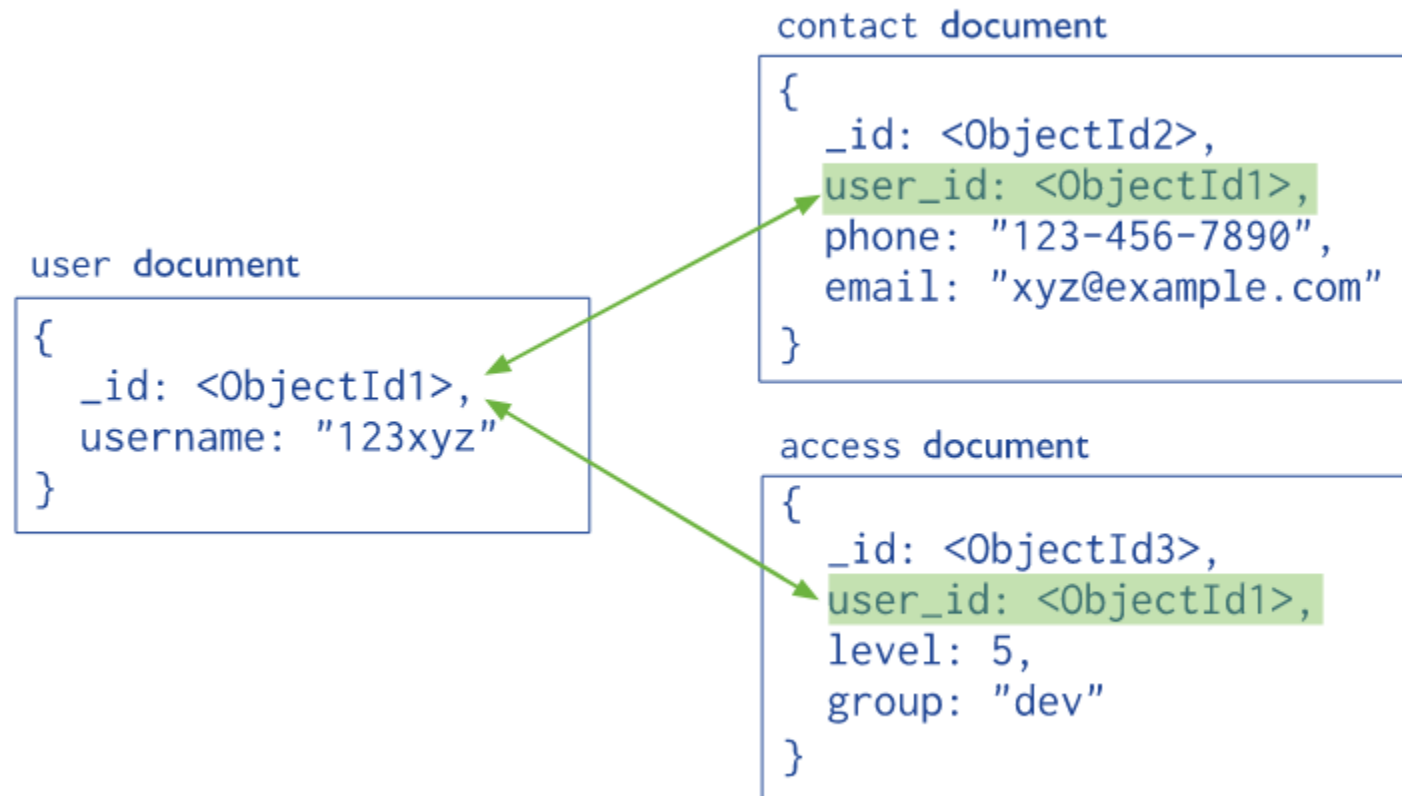 contact document
{
_id: <ObjectId2>,
user_id: <ObjectId1>,
phone: "123-456-7890",
email: "xyz@example.com"
}
user document
{
_id: <ObjectId1>,
username: "123xyz"
}
access document
{
_id: <ObjectId3>,
user_id: <ObjectId1>,
level: 5,
group: "dev"
}